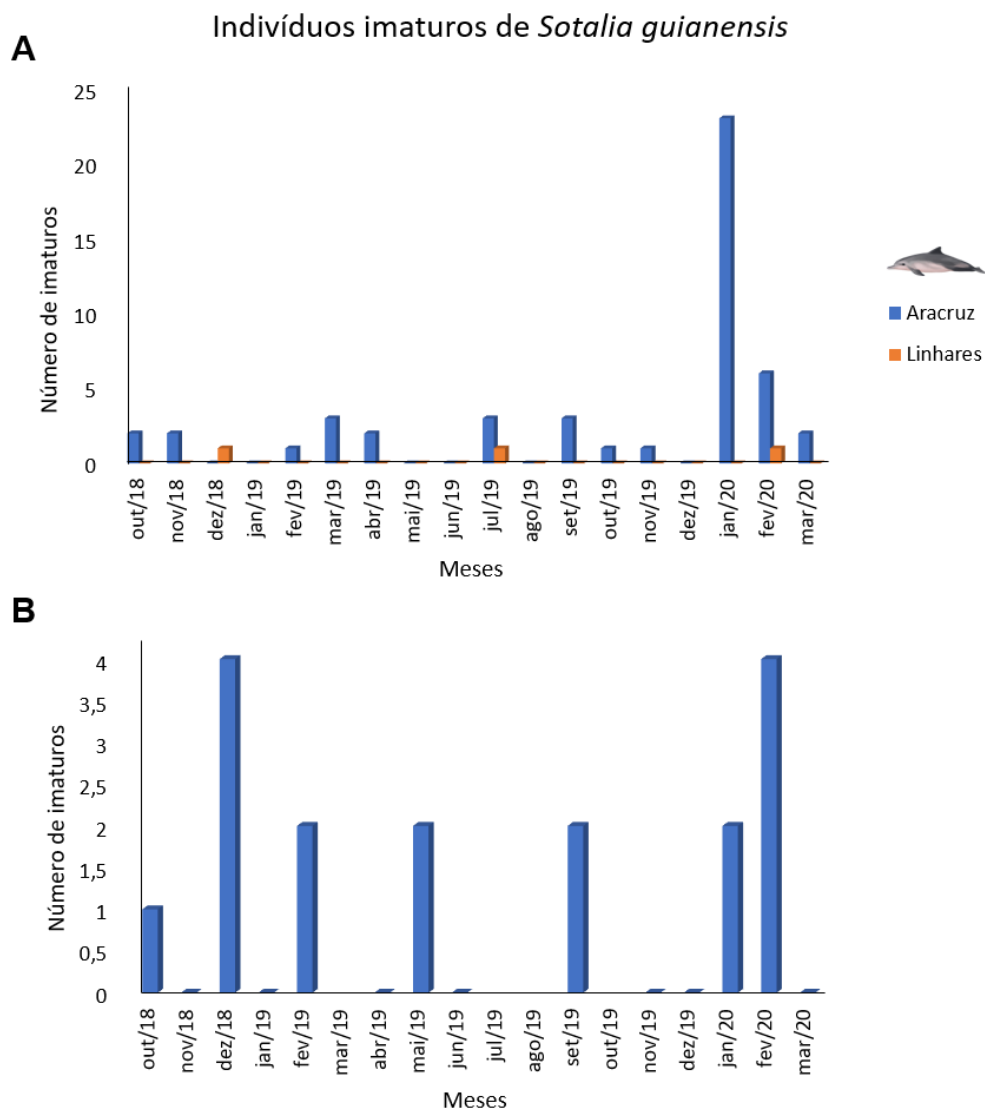 Indivíduos imaturos de Sotalia guianensis
A
Número de imaturos
25
20
15
10
5
0
out/18
nov/18
dez/18
jan/19
fev/19
mar/19
abr/19
mai/19
jun/19
jul/19
ago/19
set/19
out/19
nov/19
dez/19
jan/20
fev/20
mar/20
Meses
Aracruz
Linhares
B
Número de imaturos
4
3,5
3
2,5
2
1,5
1
0,5
0
out/18
nov/18
dez/18
jan/19
fev/19
mar/19
abr/19
mai/19
jun/19
jul/19
ago/19
set/19
out/19
nov/19
dez/19
jan/20
fev/20
mar/20
Meses